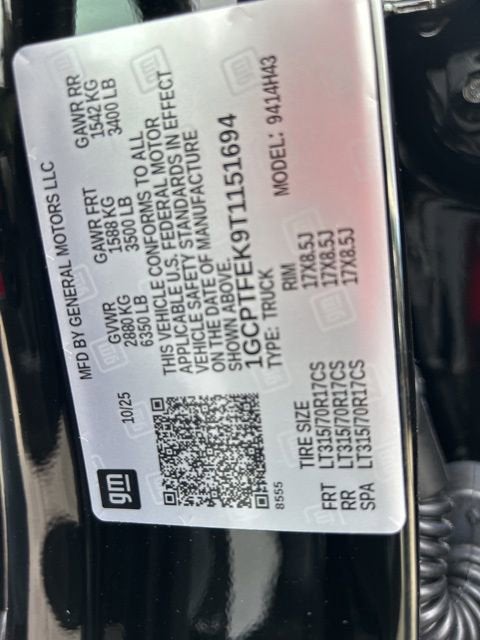 gm
MFD BY GENERAL MOTORS LLC
10/25
GVWR GAWR FRT GAWR RR
2880 KG 1588 KG 1542 KG
6350 LB 3500 LB 3400 LB
THIS VEHICLE CONFORMS TO ALL
APPLICABLE U.S. FEDERAL MOTOR
VEHICLE SAFETY STANDARDS IN EFFECT
ON THE DATE OF MANUFACTURE
SHOWN ABOVE.
1GCPTFEK9T1151694
TYPE: TRUCK MODEL: 9414H43
8555
TIRE SIZE RIM
FRT LT315/70R17CS 17X8.5J
RR LT315/70R17CS 17X8.5J
SPA LT315/70R17CS 17X8.5J